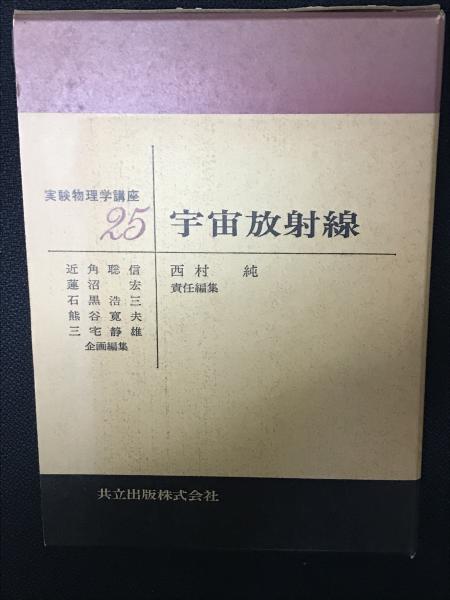 実験物理学講座
25
宇宙放射線
近角聡信
蓮沼宏
石黒浩三
熊谷寛夫
三宅静雄
企画編集
西村純
責任編集
共立出版株式会社